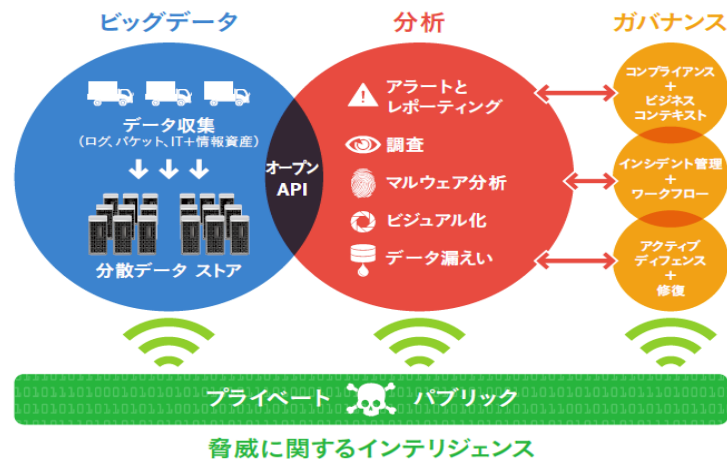 ビッグデータ
分析
ガバナンス
データ収集
（ログ、パケット、IT＋情報資産）
分散データ ストア
オープン
API
アラートと
レポーティング
調査
マルウェア分析
ビジュアル化
データ漏えい
コンプライアンス
+
ビジネス
コンテキスト
インシデント管理
+
ワークフロー
アクティブ
ディフェンス
+
修復
プライベート
パブリック
脅威に関するインテリジェンス